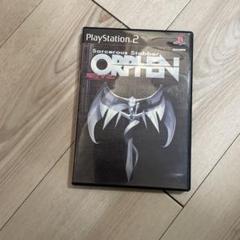 PlayStation 2
Sorcerous Stabber
ORPHEN